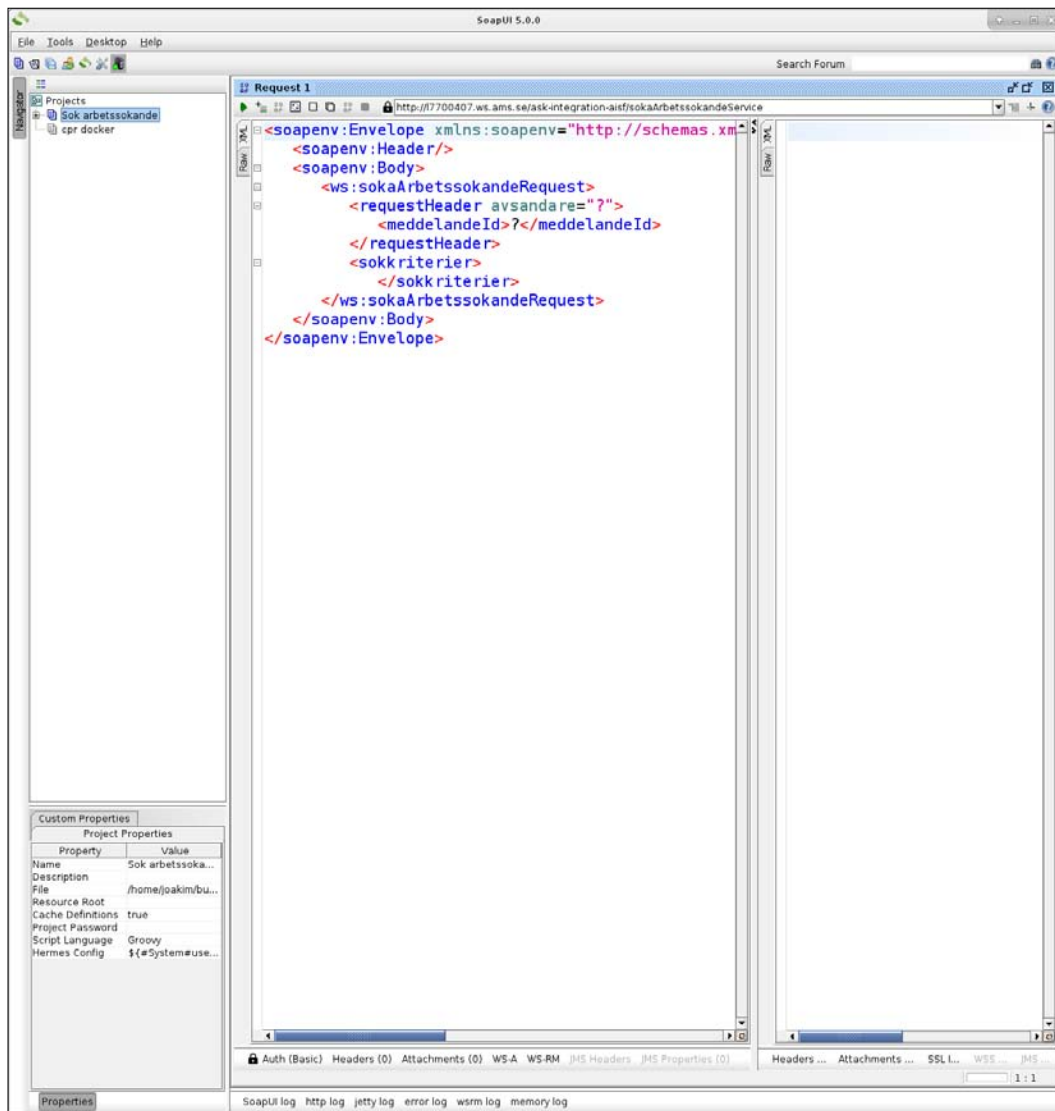 SoapUI 5.0.0
File Tools Desktop Help
Search Forum
Navigator
Projects
Sok arbetssokande
cpr docker
Request 1
http://l7700407.ws.ams.se/ask-integration-aisf/sokaArbetssokandeService
XML
Raw
<soapenv:Envelope xmlns:soapenv="http://schemas.xm
<soapenv:Header/>
<soapenv:Body>
<ws:sokaArbetssokandeRequest>
<requestHeader avsandare="?">
<meddelandeId>?</meddelandeId>
</requestHeader>
<sokkriterier>
</sokkriterier>
</ws:sokaArbetssokandeRequest>
</soapenv:Body>
</soapenv:Envelope>
XML
Raw
Custom Properties
Project Properties
Property Value
Name Sok arbetssoka...
Description
File /home/joakim/bu...
Resource Root
Cache Definitions true
Project Password
Script Language Groovy
Hermes Config ${#System#use...
Auth (Basic) Headers (0) Attachments (0) WS-A WS-RM JMS Headers JMS Properties (0)
Headers ... Attachments ... SSL I... WSS ... JMS ...
1 : 1
Properties
SoapUI log http log jetty log error log wsrm log memory log